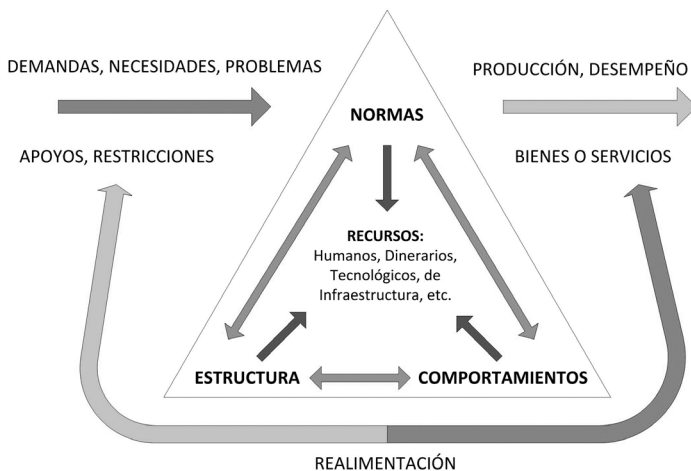 DEMANDAS, NECESIDADES, PROBLEMAS
PRODUCCIÓN, DESEMPEÑO
NORMAS
APOYOS, RESTRICCIONES
BIENES O SERVICIOS
RECURSOS:
Humanos, Dinerarios,
Tecnológicos, de
Infraestructura, etc.
ESTRUCTURA
COMPORTAMIENTOS
REALIMENTACIÓN